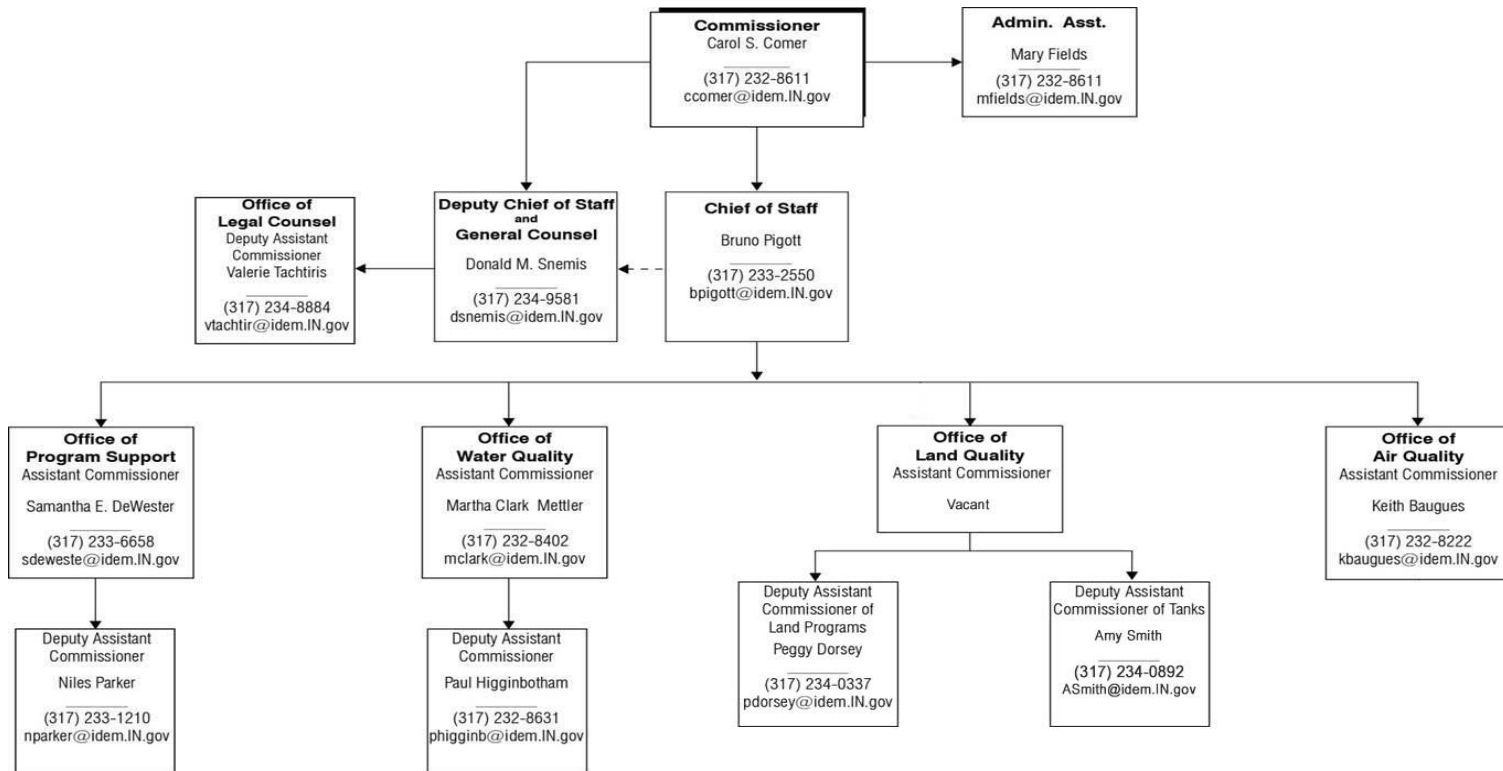 Commissioner
Carol S. Comer
(317) 232-8611
ccomer@idem.IN.gov
Admin. Asst.
Mary Fields
(317) 232-8611
mfields@idem.IN.gov
Office of
Legal Counsel
Deputy Assistant
Commissioner
Valerie Tachtiris
(317) 234-8884
vtachtir@idem.IN.gov
Deputy Chief of Staff
and
General Counsel
Donald M. Snemis
(317) 234-9581
dsnemis@idem.IN.gov
Chief of Staff
Bruno Pigott
(317) 233-2550
bpigott@idem.IN.gov
Office of
Program Support
Assistant Commissioner
Samantha E. DeWester
(317) 233-6658
sdeweste@idem.IN.gov
Office of
Water Quality
Assistant Commissioner
Martha Clark Mettler
(317) 232-8402
mclark@idem.IN.gov
Office of
Land Quality
Assistant Commissioner
Vacant
Office of
Air Quality
Assistant Commissioner
Keith Baugues
(317) 232-8222
kbaugues@idem.IN.gov
Deputy Assistant
Commissioner
Niles Parker
(317) 233-1210
nparker@idem.IN.gov
Deputy Assistant
Commissioner
Paul Higginbotham
(317) 232-8631
phigginb@idem.IN.gov
Deputy Assistant
Commissioner of
Land Programs
Peggy Dorsey
(317) 234-0337
pdorsey@idem.IN.gov
Deputy Assistant
Commissioner of Tanks
Amy Smith
(317) 234-0892
ASmith@idem.IN.gov